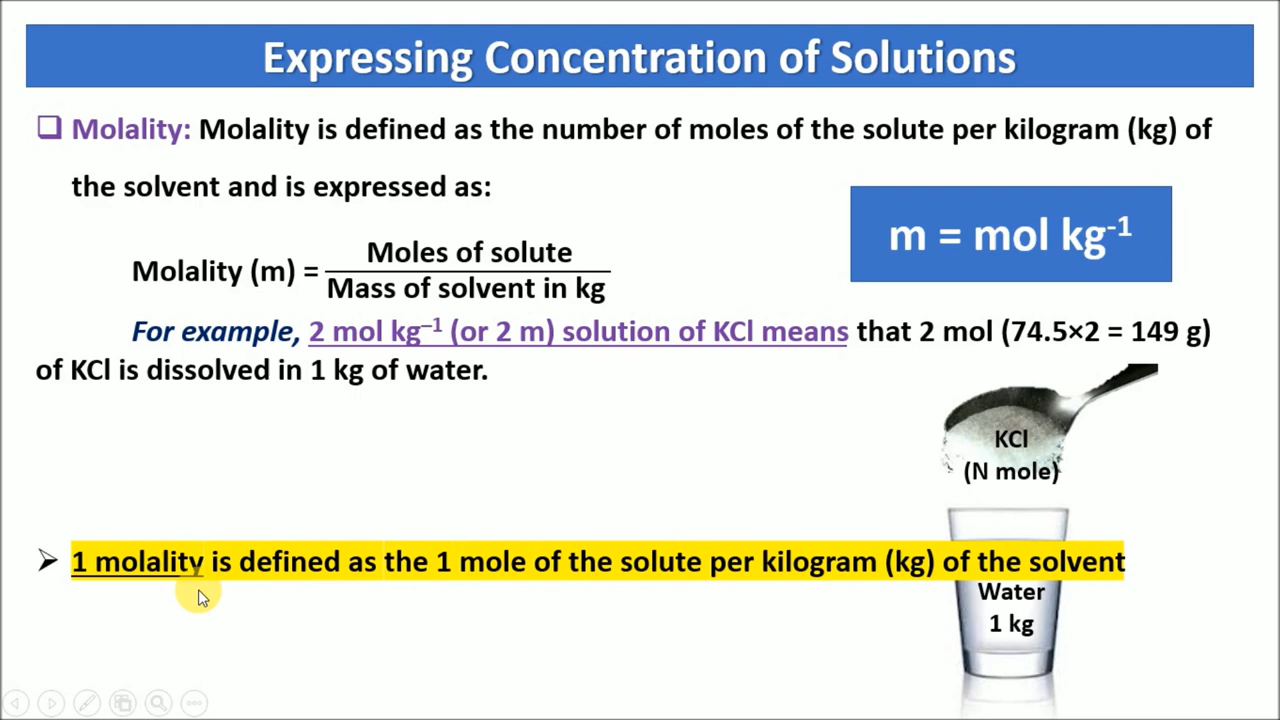 Expressing Concentration of Solutions
❑ Molality: Molality is defined as the number of moles of the solute per kilogram (kg) of
the solvent and is expressed as:
m = mol kg⁻¹
Molality (m) = Moles of solute / Mass of solvent in kg
For example, 2 mol kg⁻¹ (or 2 m) solution of KCl means that 2 mol (74.5×2 = 149 g)
of KCl is dissolved in 1 kg of water.
KCl
(N mole)
➢ 1 molality is defined as the 1 mole of the solute per kilogram (kg) of the solvent
Water
1 kg